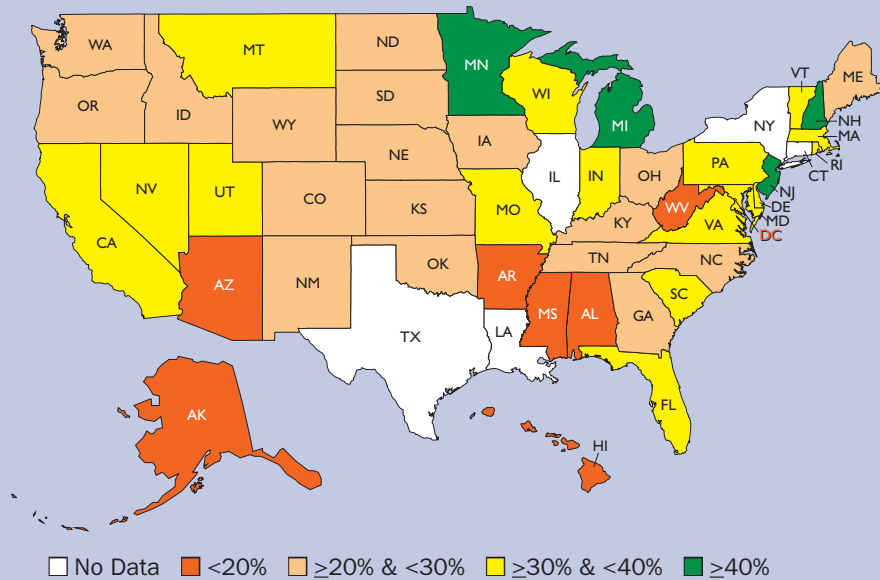 WA
MT
ND
MN
VT
ME
OR
ID
SD
WI
MI
NH
WY
NY
MA
IA
NE
PA
RI
CT
NV
UT
IL
IN
OH
NJ
CO
WV
DE
KS
MO
MD
CA
KY
VA
DC
TN
NC
OK
AR
AZ
NM
SC
MS
AL
GA
TX
LA
FL
AK
HI
No Data <20% ≥20% & <30% ≥30% & <40% ≥40%